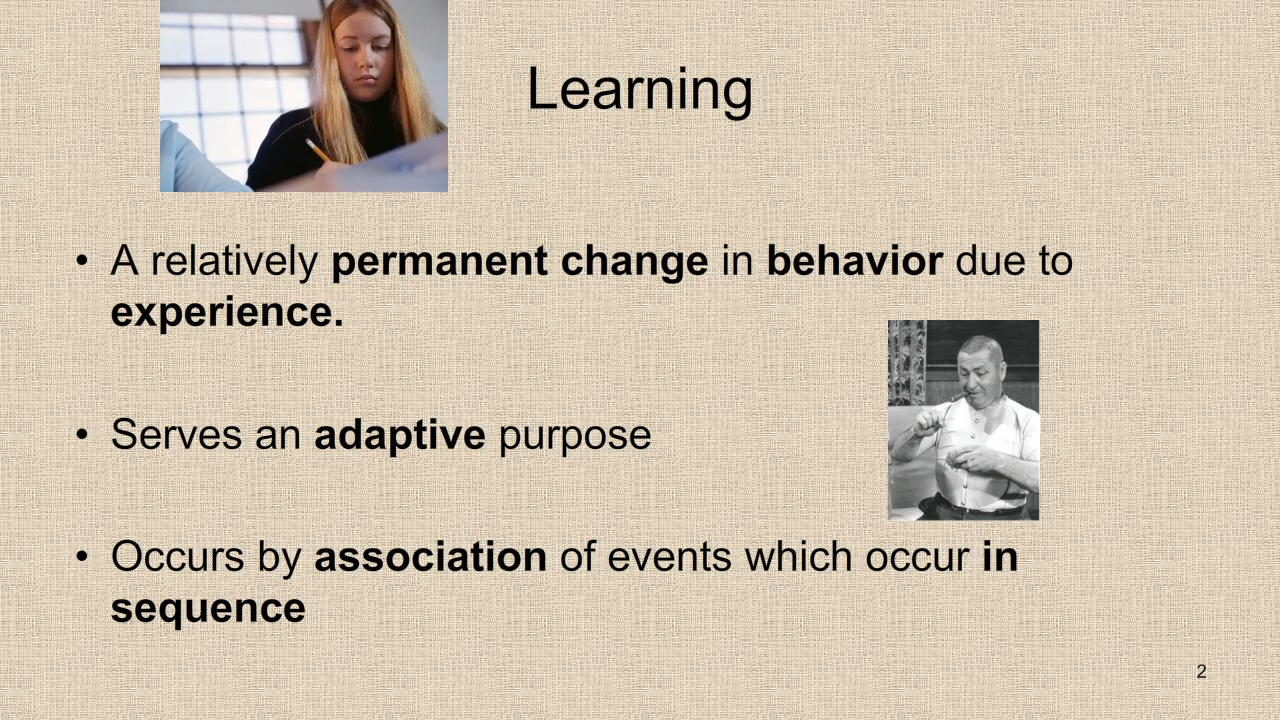 Learning
• A relatively permanent change in behavior due to
experience.
• Serves an adaptive purpose
• Occurs by association of events which occur in
sequence
2